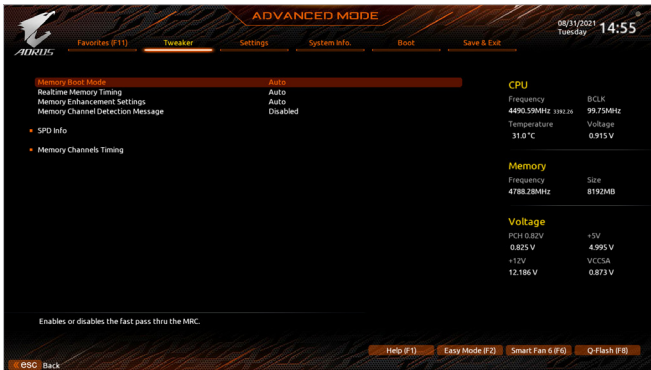 ADVANCED MODE
08/31/2021 14:55
Tuesday
AORUS
Favorites (F11) Tweaker Settings System Info. Boot Save & Exit
Memory Boot Mode Auto
Realtime Memory Timing Auto
Memory Enhancement Settings Auto
Memory Channel Detection Message Disabled
SPD Info
Memory Channels Timing
CPU
Frequency BCLK
4490.59MHz 3392.26 99.75MHz
Temperature Voltage
31.0 °C 0.915 V
Memory
Frequency Size
4788.28MHz 8192MB
Voltage
PCH 0.82V +5V
0.825 V 4.995 V
+12V VCCSA
12.186 V 0.873 V
Enables or disables the fast pass thru the MRC.
Help (F1) Easy Mode (F2) Smart Fan 6 (F6) Q-Flash (F8)
esc Back